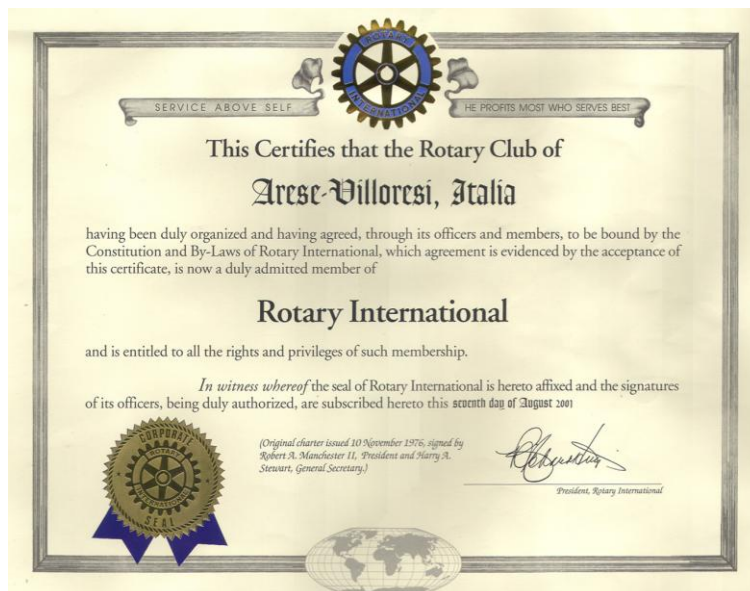 ROTARY
INTERNATIONAL
SERVICE ABOVE SELF
HE PROFITS MOST WHO SERVES BEST
This Certifies that the Rotary Club of
Arese-Villoresi, Italia
having been duly organized and having agreed, through its officers and members, to be bound by the
Constitution and By-Laws of Rotary International, which agreement is evidenced by the acceptance of
this certificate, is now a duly admitted member of
Rotary International
and is entitled to all the rights and privileges of such membership.
In witness whereof the seal of Rotary International is hereto affixed and the signatures
of its officers, being duly authorized, are subscribed hereto this seventh day of August 2001
CORPORATE
ROTARY
INTERNATIONAL
SEAL
(Original charter issued 10 November 1976, signed by
Robert A. Manchester II, President and Harry A.
Stewart, General Secretary.)
President, Rotary International